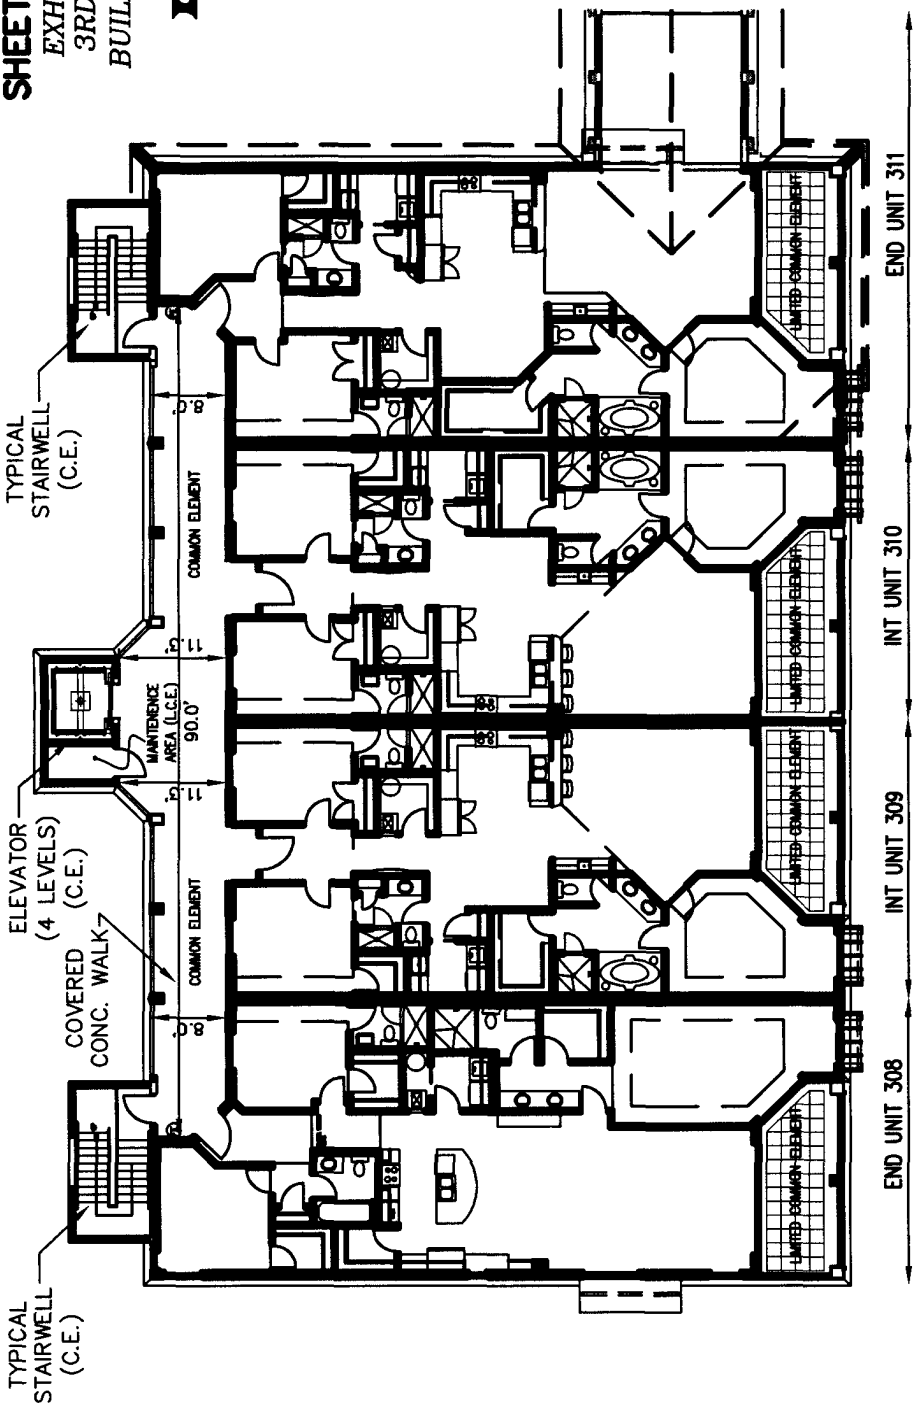 SHEET
EXH
3RD
BUIL
TYPICAL
STAIRWELL
(C.E.)
ELEVATOR
(4 LEVELS)
(C.E.)
COVERED
CONC. WALK
TYPICAL
STAIRWELL
(C.E.)
8.0'
COMMON ELEMENT
11.3'
MAINTENENCE
AREA (L.C.E.)
90.0'
11.3'
COMMON ELEMENT
8.0'
LIMITED COMMON ELEMENT
LIMITED COMMON ELEMENT
LIMITED COMMON ELEMENT
LIMITED COMMON ELEMENT
END UNIT 308
INT UNIT 309
INT UNIT 310
END UNIT 311